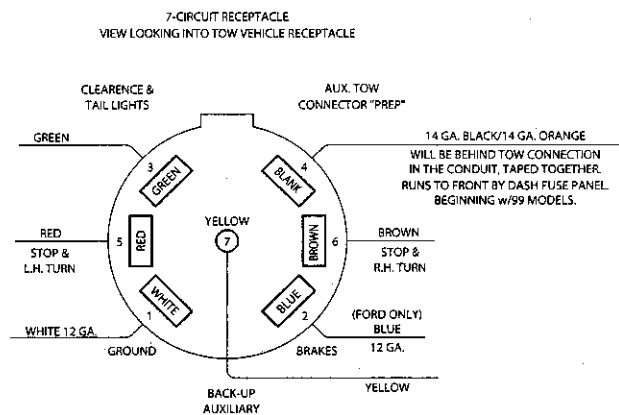 7-CIRCUIT RECEPTACLE
VIEW LOOKING INTO TOW VEHICLE RECEPTACLE
CLEARENCE &
TAIL LIGHTS
AUX. TOW
CONNECTOR "PREP"
GREEN
14 GA. BLACK/14 GA. ORANGE
WILL BE BEHIND TOW CONNECTION
IN THE CONDUIT, TAPED TOGETHER.
RUNS TO FRONT BY DASH FUSE PANEL
BEGINNING w/99 MODELS.
3
GREEN
4
BLANK
RED
STOP &
L.H. TURN
5
RED
YELLOW
7
BROWN
6
BROWN
STOP &
R.H. TURN
WHITE
1
BLUE
2
WHITE 12 GA.
GROUND
BRAKES
(FORD ONLY)
BLUE
12 GA.
YELLOW
BACK-UP
AUXILIARY